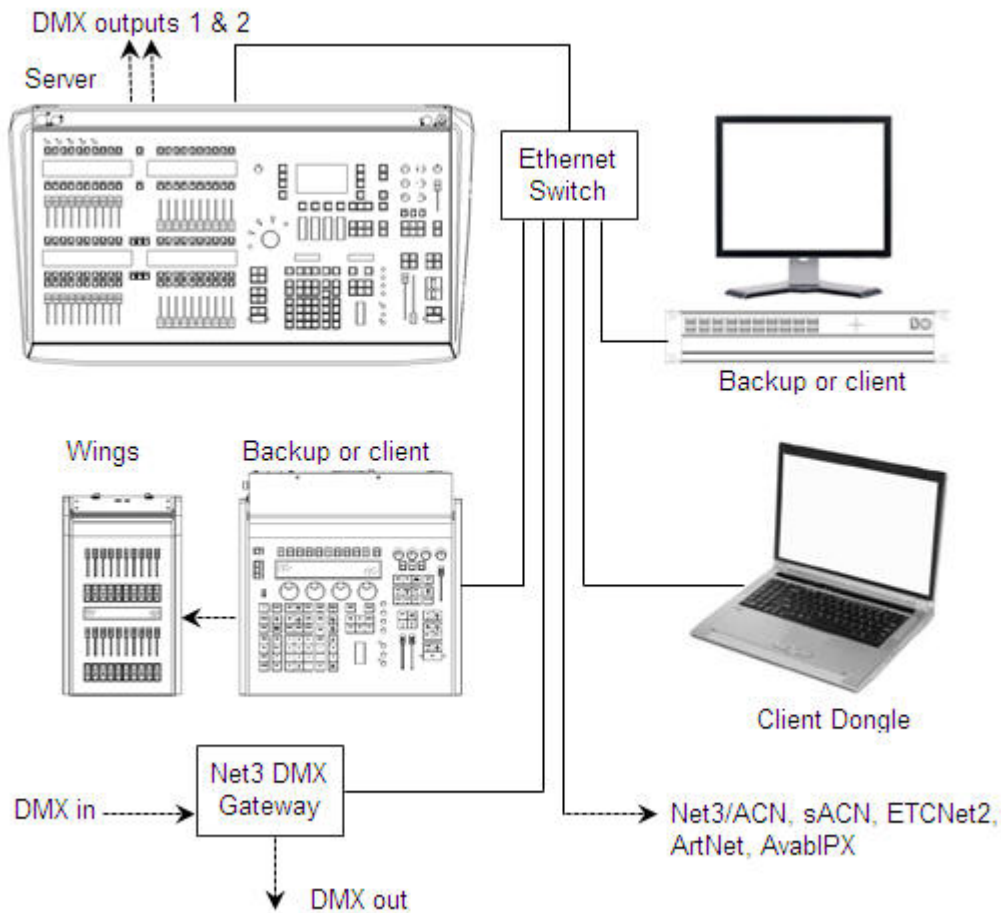 DMX outputs 1 & 2
Server
Ethernet
Switch
Backup or client
Wings
Backup or client
Client Dongle
Net3 DMX
Gateway
DMX in
Net3/ACN, sACN, ETCNet2,
ArtNet, AvabIPX
DMX out